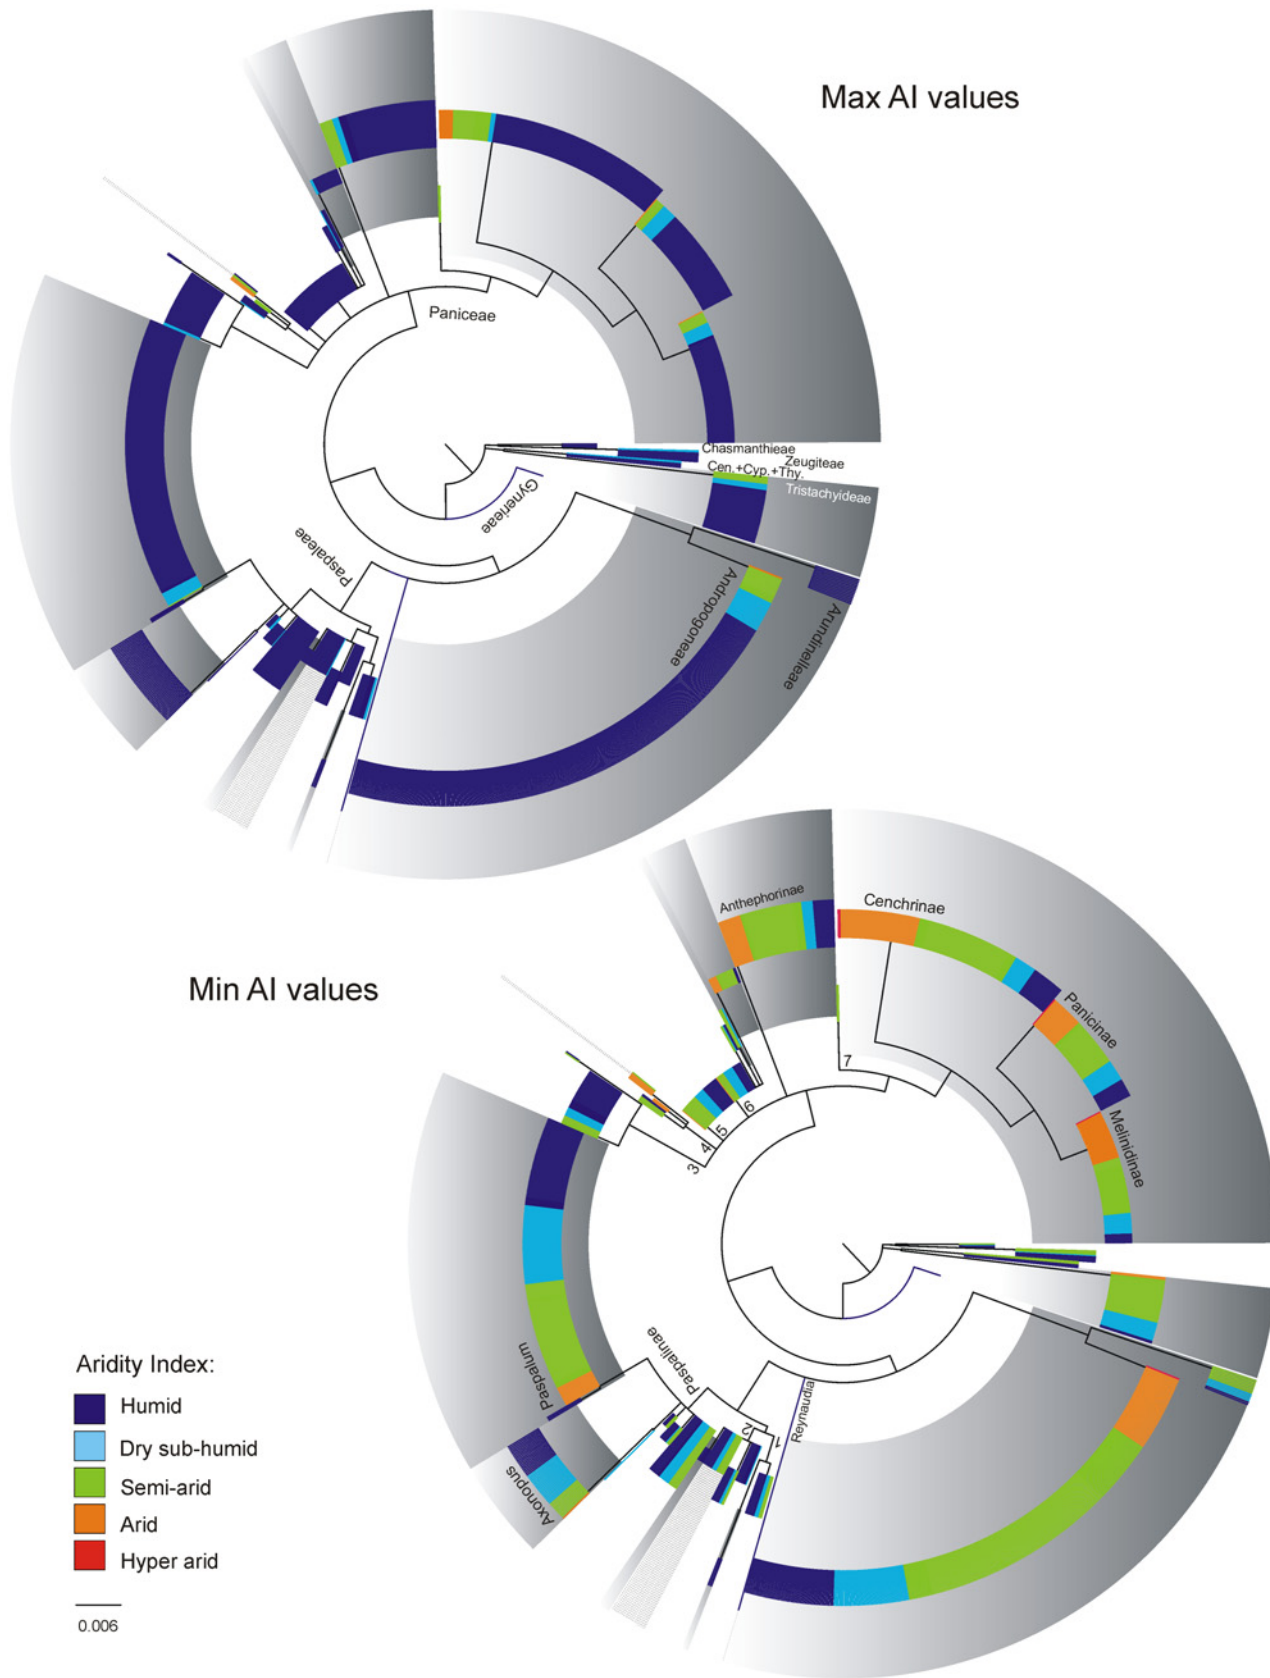 Max AI values
Paniceae
Chasmanthieae
Zeugiteae
Cen.+Cyp.+Thy.
Tristachyideae
Gynerieae
Paspaleae
Andropogoneae
Arundinelleae
Min AI values
Anthephorinae
Cenchrinae
Panicinae
Melinidinae
7
6
5
4
3
Paspalinae
Paspalum
Axonopus
2
1
Reynaudia
Aridity Index:
Humid
Dry sub-humid
Semi-arid
Arid
Hyper arid
0.006